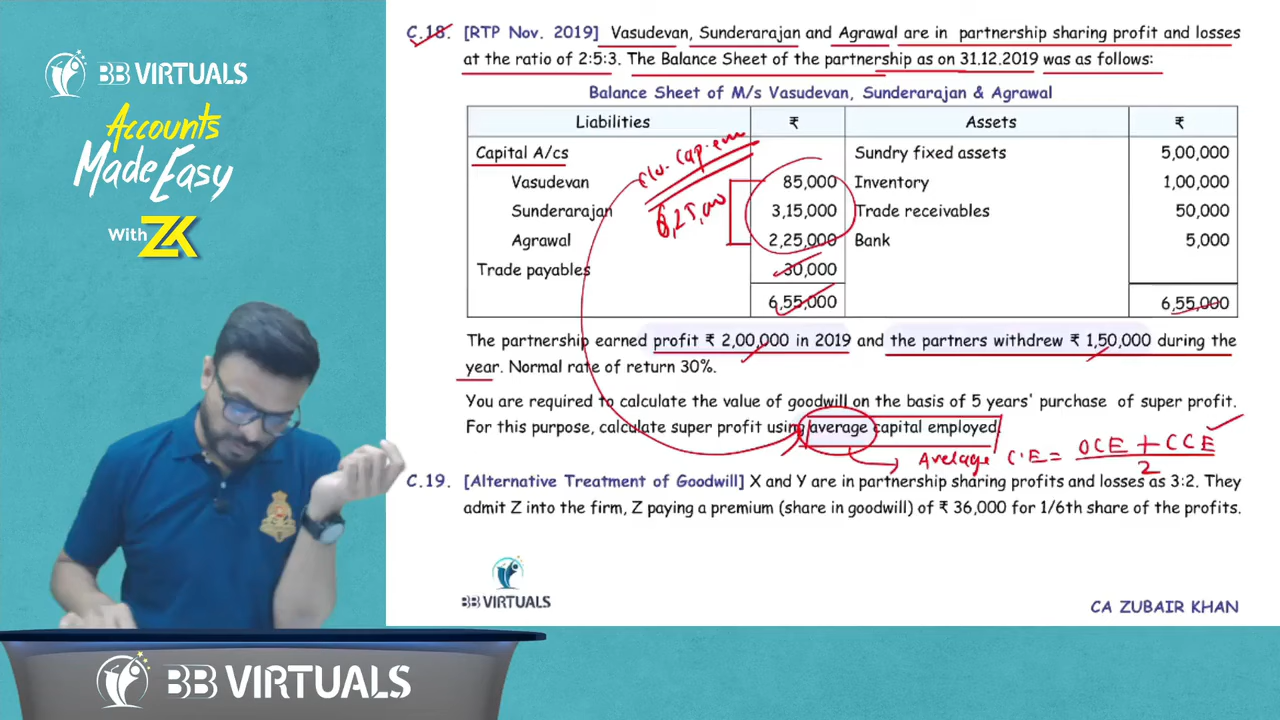 BB VIRTUALS
Accounts
Made Easy
With ZK
C.18. [RTP Nov. 2019] Vasudevan, Sunderarajan and Agrawal are in partnership sharing profit and losses
at the ratio of 2:5:3. The Balance Sheet of the partnership as on 31.12.2019 was as follows:
Balance Sheet of M/s Vasudevan, Sunderarajan & Agrawal
Liabilities ₹ Assets ₹
Capital A/cs Sundry fixed assets 5,00,000
Vasudevan 85,000 Inventory 1,00,000
Sunderarajan 3,15,000 Trade receivables 50,000
Agrawal 2,25,000 Bank 5,000
Trade payables 30,000
6,55,000 6,55,000
Clo. Cap. em
6,25,000
The partnership earned profit ₹ 2,00,000 in 2019 and the partners withdrew ₹ 1,50,000 during the
year. Normal rate of return 30%.
You are required to calculate the value of goodwill on the basis of 5 years' purchase of super profit.
For this purpose, calculate super profit using average capital employed.
Average C.E = OCE + CCE
2
C.19. [Alternative Treatment of Goodwill] X and Y are in partnership sharing profits and losses as 3:2. They
admit Z into the firm, Z paying a premium (share in goodwill) of ₹ 36,000 for 1/6th share of the profits.
BB VIRTUALS
CA ZUBAIR KHAN
BB VIRTUALS